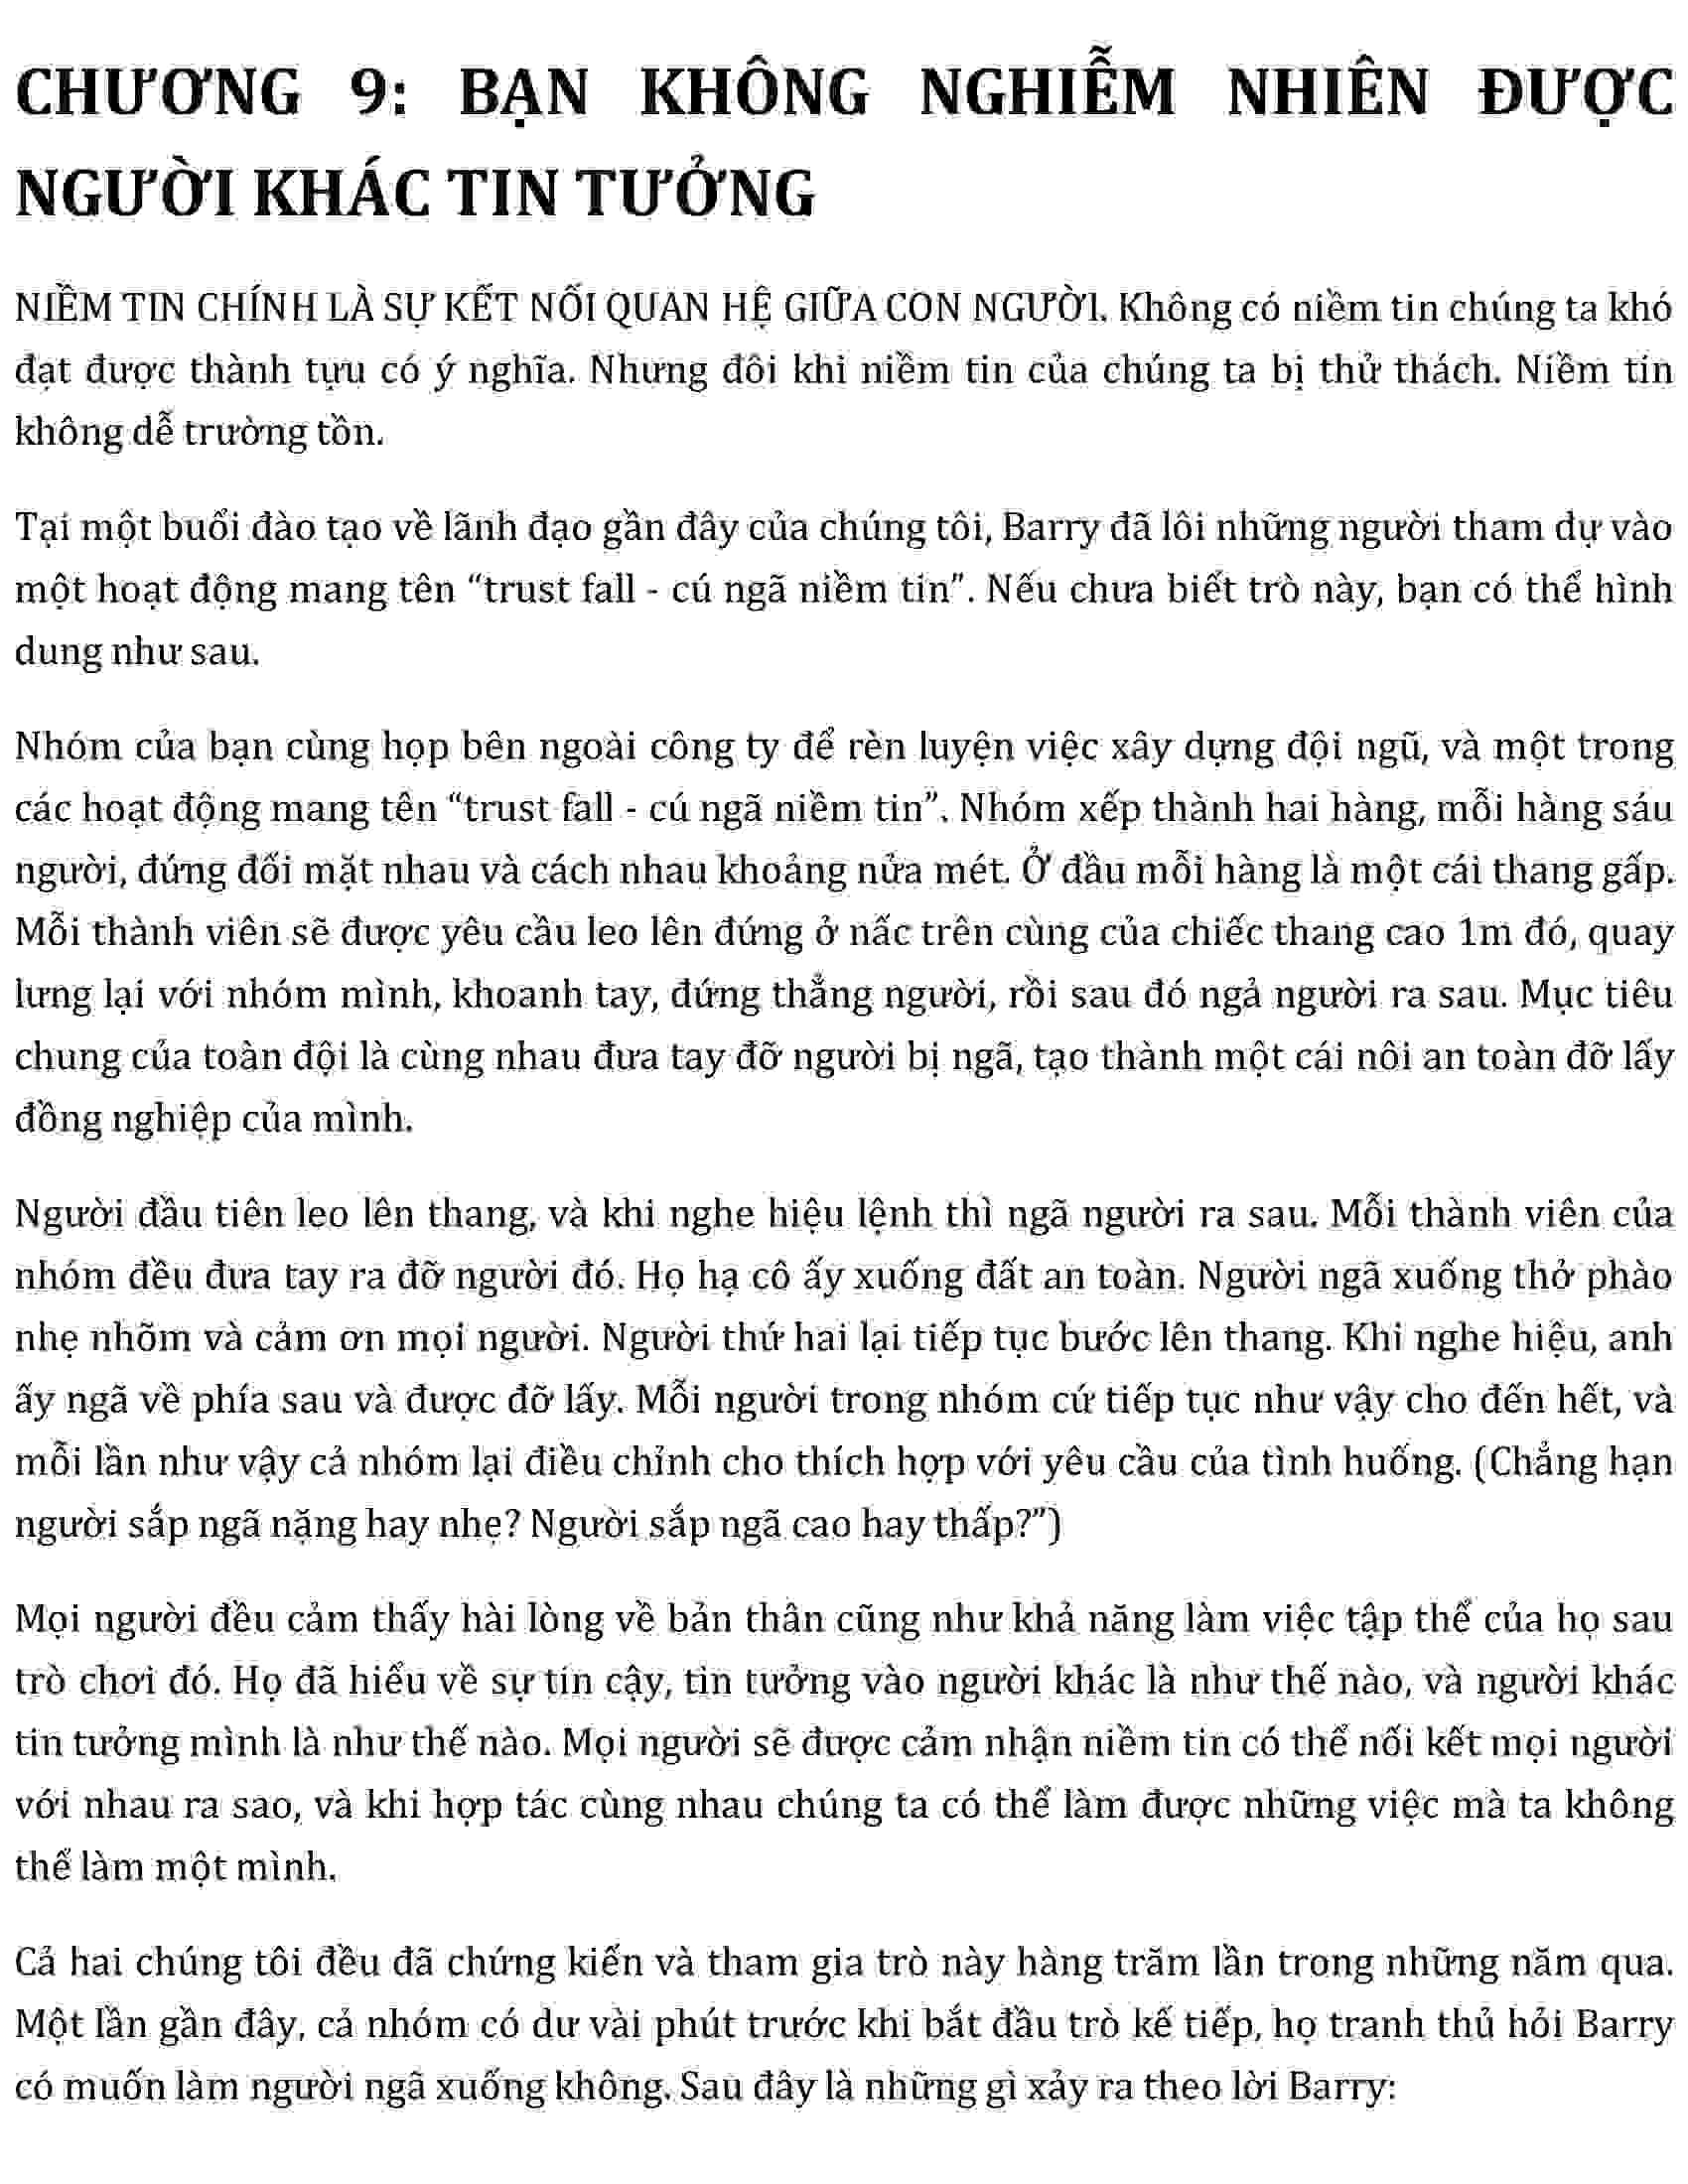 CHƯƠNG 9: BẠN KHÔNG NGHIỄM NHIÊN ĐƯỢC
NGƯỜI KHÁC TIN TƯỞNG
NIỀM TIN CHÍNH LÀ SỰ KẾT NỐI QUAN HỆ GIỮA CON NGƯỜI. Không có niềm tin chúng ta khó
đạt được thành tựu có ý nghĩa. Nhưng đôi khi niềm tin của chúng ta bị thử thách. Niềm tin
không dễ trường tồn.
Tại một buổi đào tạo về lãnh đạo gần đây của chúng tôi, Barry đã lôi những người tham dự vào
một hoạt động mang tên “trust fall - cú ngã niềm tin”. Nếu chưa biết trò này, bạn có thể hình
dung như sau.
Nhóm của bạn cùng họp bên ngoài công ty để rèn luyện việc xây dựng đội ngũ, và một trong
các hoạt động mang tên “trust fall - cú ngã niềm tin”. Nhóm xếp thành hai hàng, mỗi hàng sáu
người, đứng đối mặt nhau và cách nhau khoảng nửa mét. Ở đầu mỗi hàng là một cái thang gấp.
Mỗi thành viên sẽ được yêu cầu leo lên đứng ở nấc trên cùng của chiếc thang cao 1m đó, quay
lưng lại với nhóm mình, khoanh tay, đứng thẳng người, rồi sau đó ngả người ra sau. Mục tiêu
chung của toàn đội là cùng nhau đưa tay đỡ người bị ngã, tạo thành một cái nôi an toàn đỡ lấy
đồng nghiệp của mình.
Người đầu tiên leo lên thang, và khi nghe hiệu lệnh thì ngã người ra sau. Mỗi thành viên của
nhóm đều đưa tay ra đỡ người đó. Họ hạ cô ấy xuống đất an toàn. Người ngã xuống thở phào
nhẹ nhõm và cảm ơn mọi người. Người thứ hai lại tiếp tục bước lên thang. Khi nghe hiệu, anh
ấy ngã về phía sau và được đỡ lấy. Mỗi người trong nhóm cứ tiếp tục như vậy cho đến hết, và
mỗi lần như vậy cả nhóm lại điều chỉnh cho thích hợp với yêu cầu của tình huống. (Chẳng hạn
người sắp ngã nặng hay nhẹ? Người sắp ngã cao hay thấp?”)
Mọi người đều cảm thấy hài lòng về bản thân cũng như khả năng làm việc tập thể của họ sau
trò chơi đó. Họ đã hiểu về sự tin cậy, tin tưởng vào người khác là như thế nào, và người khác
tin tưởng mình là như thế nào. Mọi người sẽ được cảm nhận niềm tin có thể nối kết mọi người
với nhau ra sao, và khi hợp tác cùng nhau chúng ta có thể làm được những việc mà ta không
thể làm một mình.
Cả hai chúng tôi đều đã chứng kiến và tham gia trò này hàng trăm lần trong những năm qua.
Một lần gần đây, cả nhóm có dư vài phút trước khi bắt đầu trò kế tiếp, họ tranh thủ hỏi Barry
có muốn làm người ngã xuống không. Sau đây là những gì xảy ra theo lời Barry: